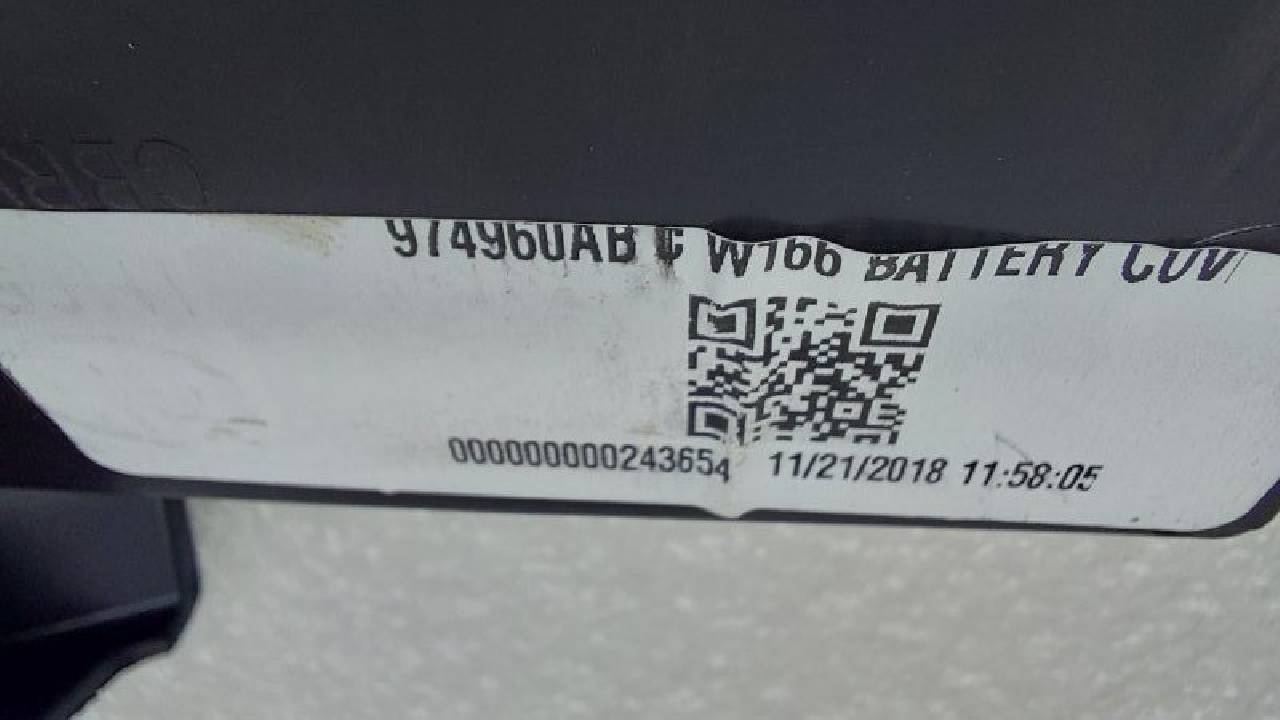 974960AB C W166 BATTERY COV
000000000243654 11/21/2018 11:58:05